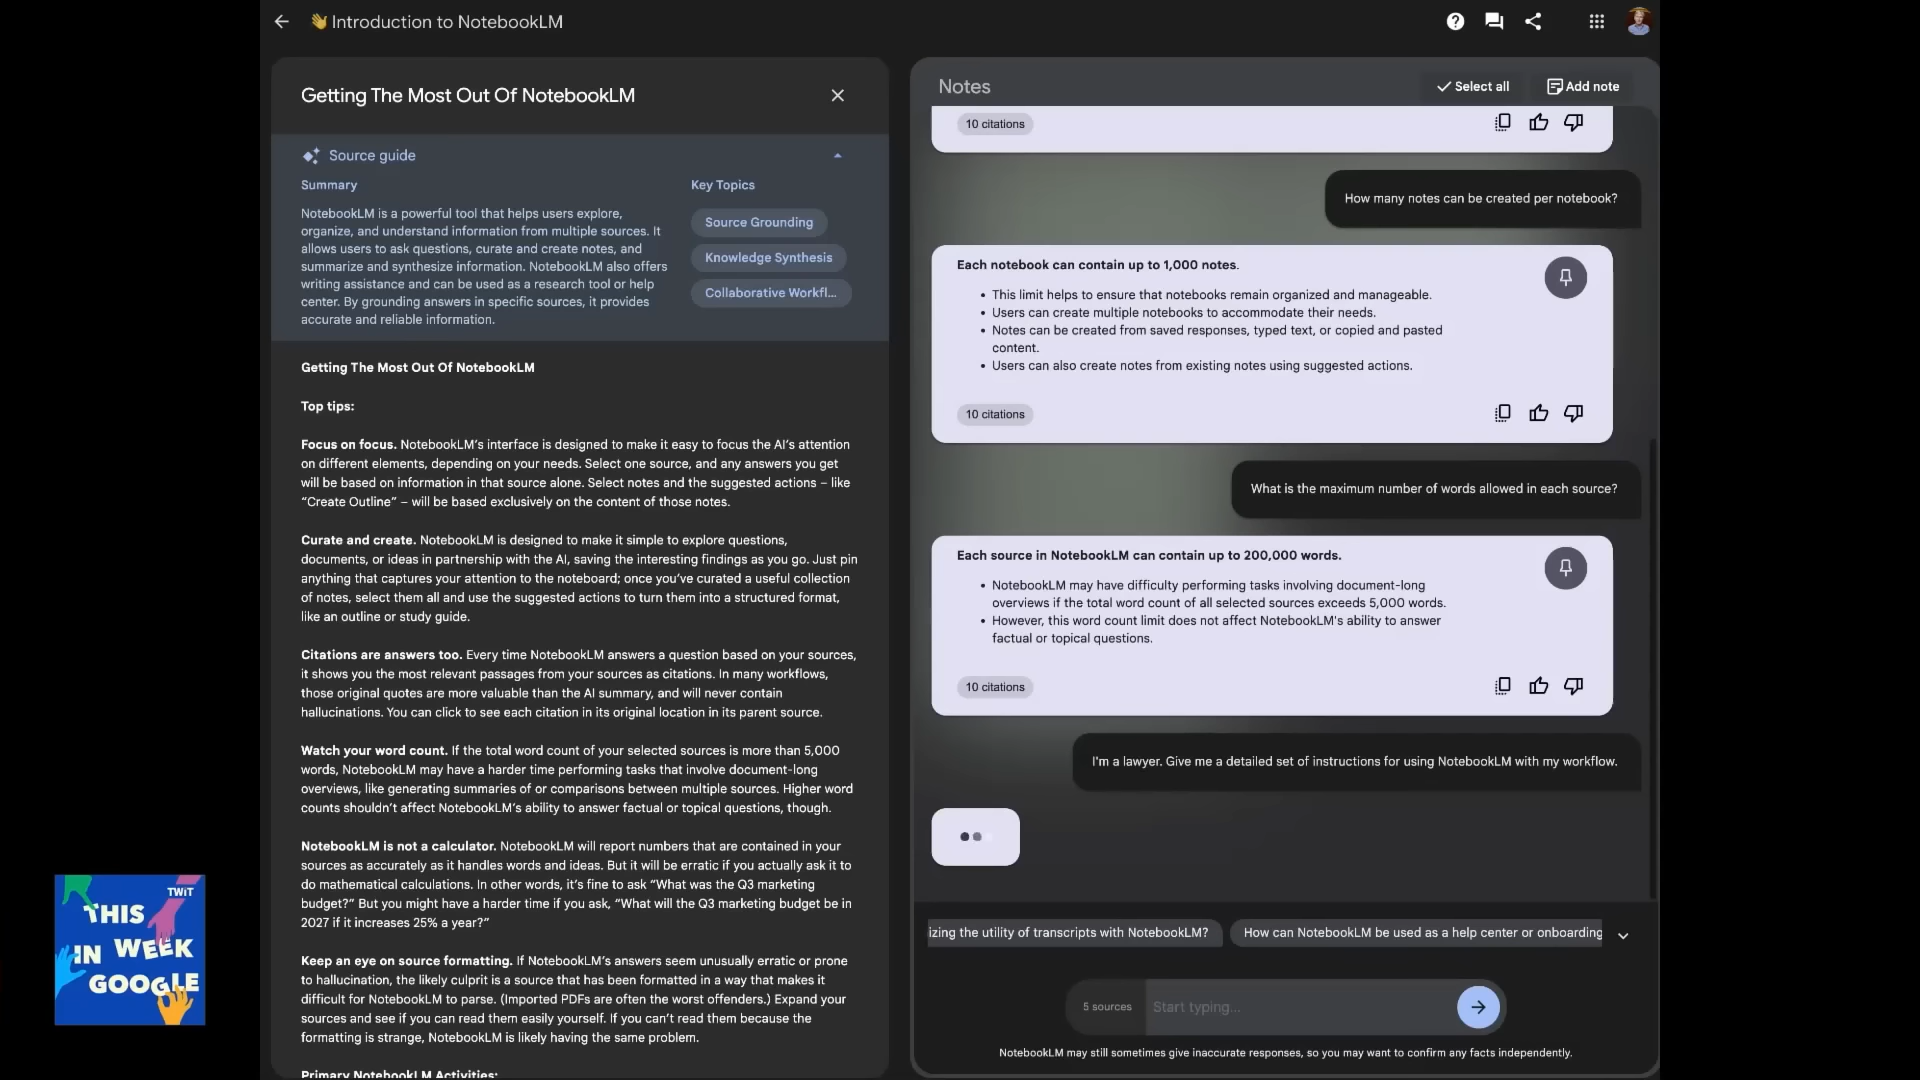 👋 Introduction to NotebookLM
Getting The Most Out Of NotebookLM
Source guide
Summary
NotebookLM is a powerful tool that helps users explore,
organize, and understand information from multiple sources. It
allows users to ask questions, curate and create notes, and
summarize and synthesize information. NotebookLM also offers
writing assistance and can be used as a research tool or help
center. By grounding answers in specific sources, it provides
accurate and reliable information.
Key Topics
Source Grounding
Knowledge Synthesis
Collaborative Workfl...
Getting The Most Out Of NotebookLM
Top tips:
Focus on focus. NotebookLM's interface is designed to make it easy to focus the AI's attention
on different elements, depending on your needs. Select one source, and any answers you get
will be based on information in that source alone. Select notes and the suggested actions – like
“Create Outline” – will be based exclusively on the content of those notes.
Curate and create. NotebookLM is designed to make it simple to explore questions,
documents, or ideas in partnership with the AI, saving the interesting findings as you go. Just pin
anything that captures your attention to the noteboard; once you've curated a useful collection
of notes, select them all and use the suggested actions to turn them into a structured format,
like an outline or study guide.
Citations are answers too. Every time NotebookLM answers a question based on your sources,
it shows you the most relevant passages from your sources as citations. In many workflows,
those original quotes are more valuable than the AI summary, and will never contain
hallucinations. You can click to see each citation in its original location in its parent source.
Watch your word count. If the total word count of your selected sources is more than 5,000
words, NotebookLM may have a harder time performing tasks that involve document-long
overviews, like generating summaries of or comparisons between multiple sources. Higher word
counts shouldn't affect NotebookLM's ability to answer factual or topical questions, though.
NotebookLM is not a calculator. NotebookLM will report numbers that are contained in your
sources as accurately as it handles words and ideas. But it will be erratic if you actually ask it to
do mathematical calculations. In other words, it's fine to ask “What was the Q3 marketing
budget?” But you might have a harder time if you ask, “What will the Q3 marketing budget be in
2027 if it increases 25% a year?”
Keep an eye on source formatting. If NotebookLM's answers seem unusually erratic or prone
to hallucination, the likely culprit is a source that has been formatted in a way that makes it
difficult for NotebookLM to parse. (Imported PDFs are often the worst offenders.) Expand your
sources and see if you can read them easily yourself. If you can't read them because the
formatting is strange, NotebookLM is likely having the same problem.
Primary NotebookLM Activities:
Notes
Select all
Add note
10 citations
How many notes can be created per notebook?
Each notebook can contain up to 1,000 notes.
• This limit helps to ensure that notebooks remain organized and manageable.
• Users can create multiple notebooks to accommodate their needs.
• Notes can be created from saved responses, typed text, or copied and pasted
content.
• Users can also create notes from existing notes using suggested actions.
10 citations
What is the maximum number of words allowed in each source?
Each source in NotebookLM can contain up to 200,000 words.
• NotebookLM may have difficulty performing tasks involving document-long
overviews if the total word count of all selected sources exceeds 5,000 words.
• However, this word count limit does not affect NotebookLM's ability to answer
factual or topical questions.
10 citations
I'm a lawyer. Give me a detailed set of instructions for using NotebookLM with my workflow.
izing the utility of transcripts with NotebookLM?
How can NotebookLM be used as a help center or onboarding
5 sources
Start typing...
NotebookLM may still sometimes give inaccurate responses, so you may want to confirm any facts independently.
TWiT
THIS
IN WEEK
GOOGLE